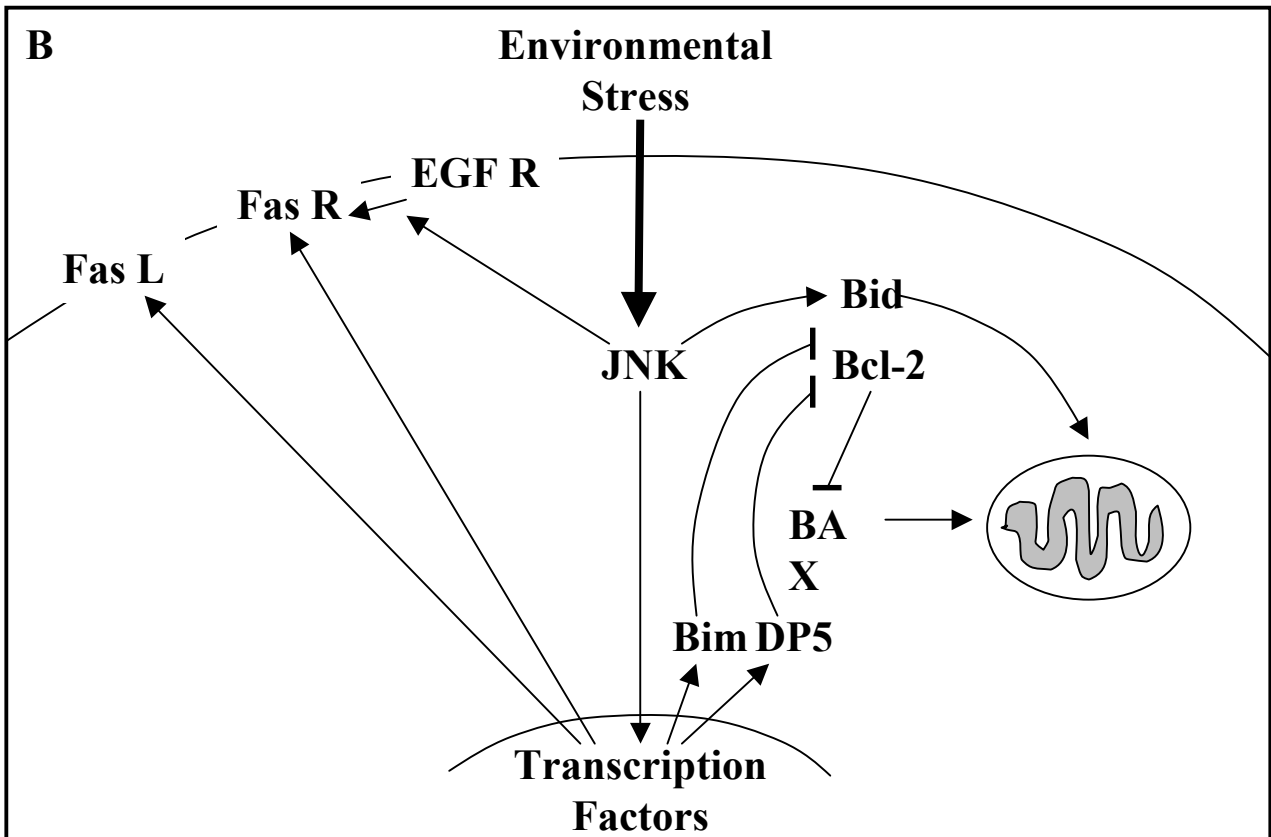 B
Environmental
Stress
EGF R
Fas R
Fas L
Bid
JNK
Bcl-2
BA
X
Bim DP5
Transcription
Factors